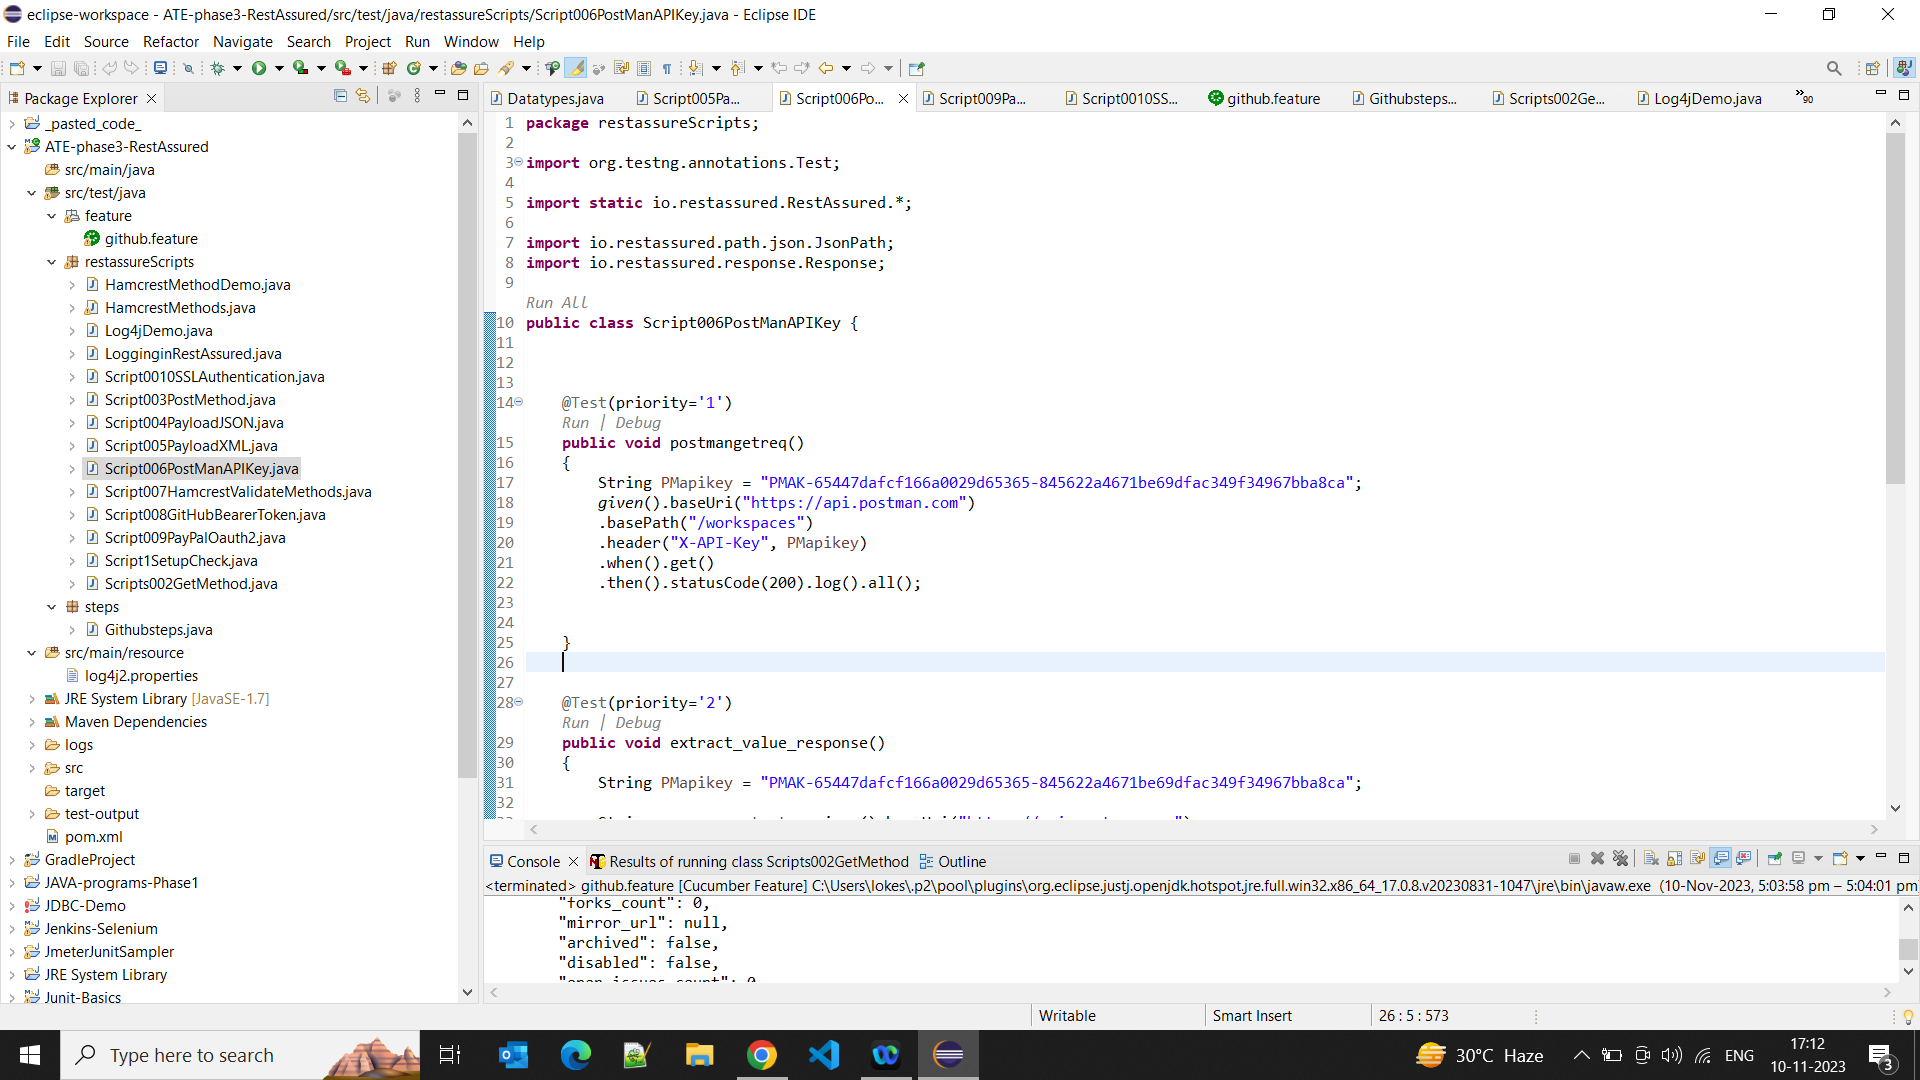 eclipse-workspace - ATE-phase3-RestAssured/src/test/java/restassureScripts/Script006PostManAPIKey.java - Eclipse IDE
File Edit Source Refactor Navigate Search Project Run Window Help
Package Explorer
_pasted_code_
ATE-phase3-RestAssured
src/main/java
src/test/java
feature
github.feature
restassureScripts
HamcrestMethodDemo.java
HamcrestMethods.java
Log4jDemo.java
LogginginRestAssured.java
Script0010SSLAuthentication.java
Script003PostMethod.java
Script004PayloadJSON.java
Script005PayloadXML.java
Script006PostManAPIKey.java
Script007HamcrestValidateMethods.java
Script008GitHubBearerToken.java
Script009PayPalOauth2.java
Script1SetupCheck.java
Scripts002GetMethod.java
steps
Githubsteps.java
src/main/resource
log4j2.properties
JRE System Library [JavaSE-1.7]
Maven Dependencies
logs
src
target
test-output
pom.xml
GradleProject
JAVA-programs-Phase1
JDBC-Demo
Jenkins-Selenium
JmeterJunitSampler
JRE System Library
Junit-Basics
Datatypes.java Script005Pa... Script006Po... Script009Pa... Script0010SS... github.feature Githubsteps... Scripts002Ge... Log4jDemo.java »90
1 package restassureScripts;
2
3 import org.testng.annotations.Test;
4
5 import static io.restassured.RestAssured.*;
6
7 import io.restassured.path.json.JsonPath;
8 import io.restassured.response.Response;
9
Run All
10 public class Script006PostManAPIKey {
11
12
13
14 @Test(priority='1')
Run | Debug
15 public void postmangetreq()
16 {
17 String PMapikey = "PMAK-65447dafcf166a0029d65365-845622a4671be69dfac349f34967bba8ca";
18 given().baseUri("https://api.postman.com")
19 .basePath("/workspaces")
20 .header("X-API-Key", PMapikey)
21 .when().get()
22 .then().statusCode(200).log().all();
23
24
25 }
26
27
28 @Test(priority='2')
Run | Debug
29 public void extract_value_response()
30 {
31 String PMapikey = "PMAK-65447dafcf166a0029d65365-845622a4671be69dfac349f34967bba8ca";
32
Console Results of running class Scripts002GetMethod Outline
<terminated> github.feature [Cucumber Feature] C:\Users\lokes\.p2\pool\plugins\org.eclipse.justj.openjdk.hotspot.jre.full.win32.x86_64_17.0.8.v20230831-1047\jre\bin\javaw.exe (10-Nov-2023, 5:03:58 pm – 5:04:01 pm
"forks_count": 0,
"mirror_url": null,
"archived": false,
"disabled": false,
"open_issues_count": 0
Writable Smart Insert 26 : 5 : 573
Type here to search 30°C Haze ENG 17:12
10-11-2023 3